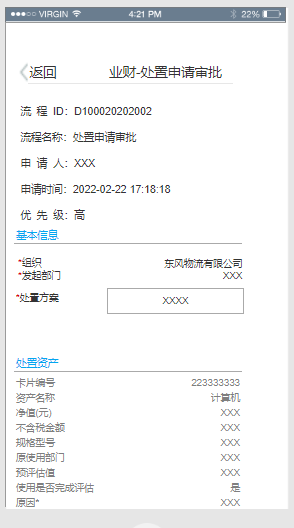 ●●●○○ VIRGIN 4:21 PM 22%
返回 业财-处置申请审批
流 程 ID: D100020202002
流程名称: 处置申请审批
申 请 人: XXX
申请时间: 2022-02-22 17:18:18
优 先 级: 高
基本信息
*组织 东风物流有限公司
*发起部门 XXX
*处置方案 XXXX
处置资产
卡片编号 223333333
资产名称 计算机
净值(元) XXX
不含税金额 XXX
规格型号 XXX
原使用部门 XXX
预评估值 XXX
使用是否完成评估 是
原因* XXX